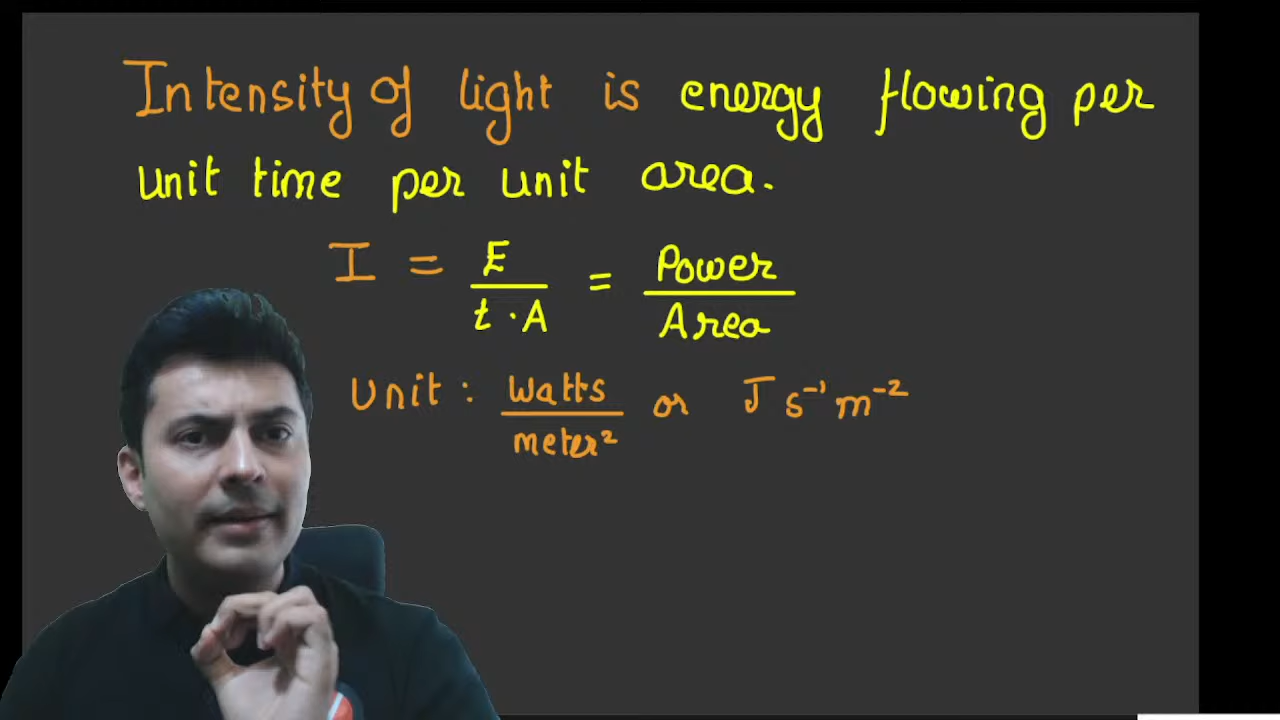 Intensity of light is energy flowing per
unit time per unit area.
I = E / t · A = Power / Area
Unit : Watts / meter² or J s⁻¹ m⁻²